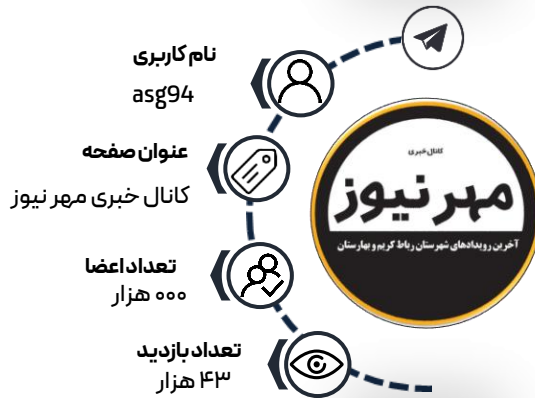 نام کاربری
asg94
عنوان صفحه
کانال خبری مهر نیوز
تعداد اعضا
۰۰۰ هزار
تعداد بازدید
۴۳ هزار
کانال خبری
مهر نیوز
آخرین رویدادهای شهرستان رباط کریم و بهارستان